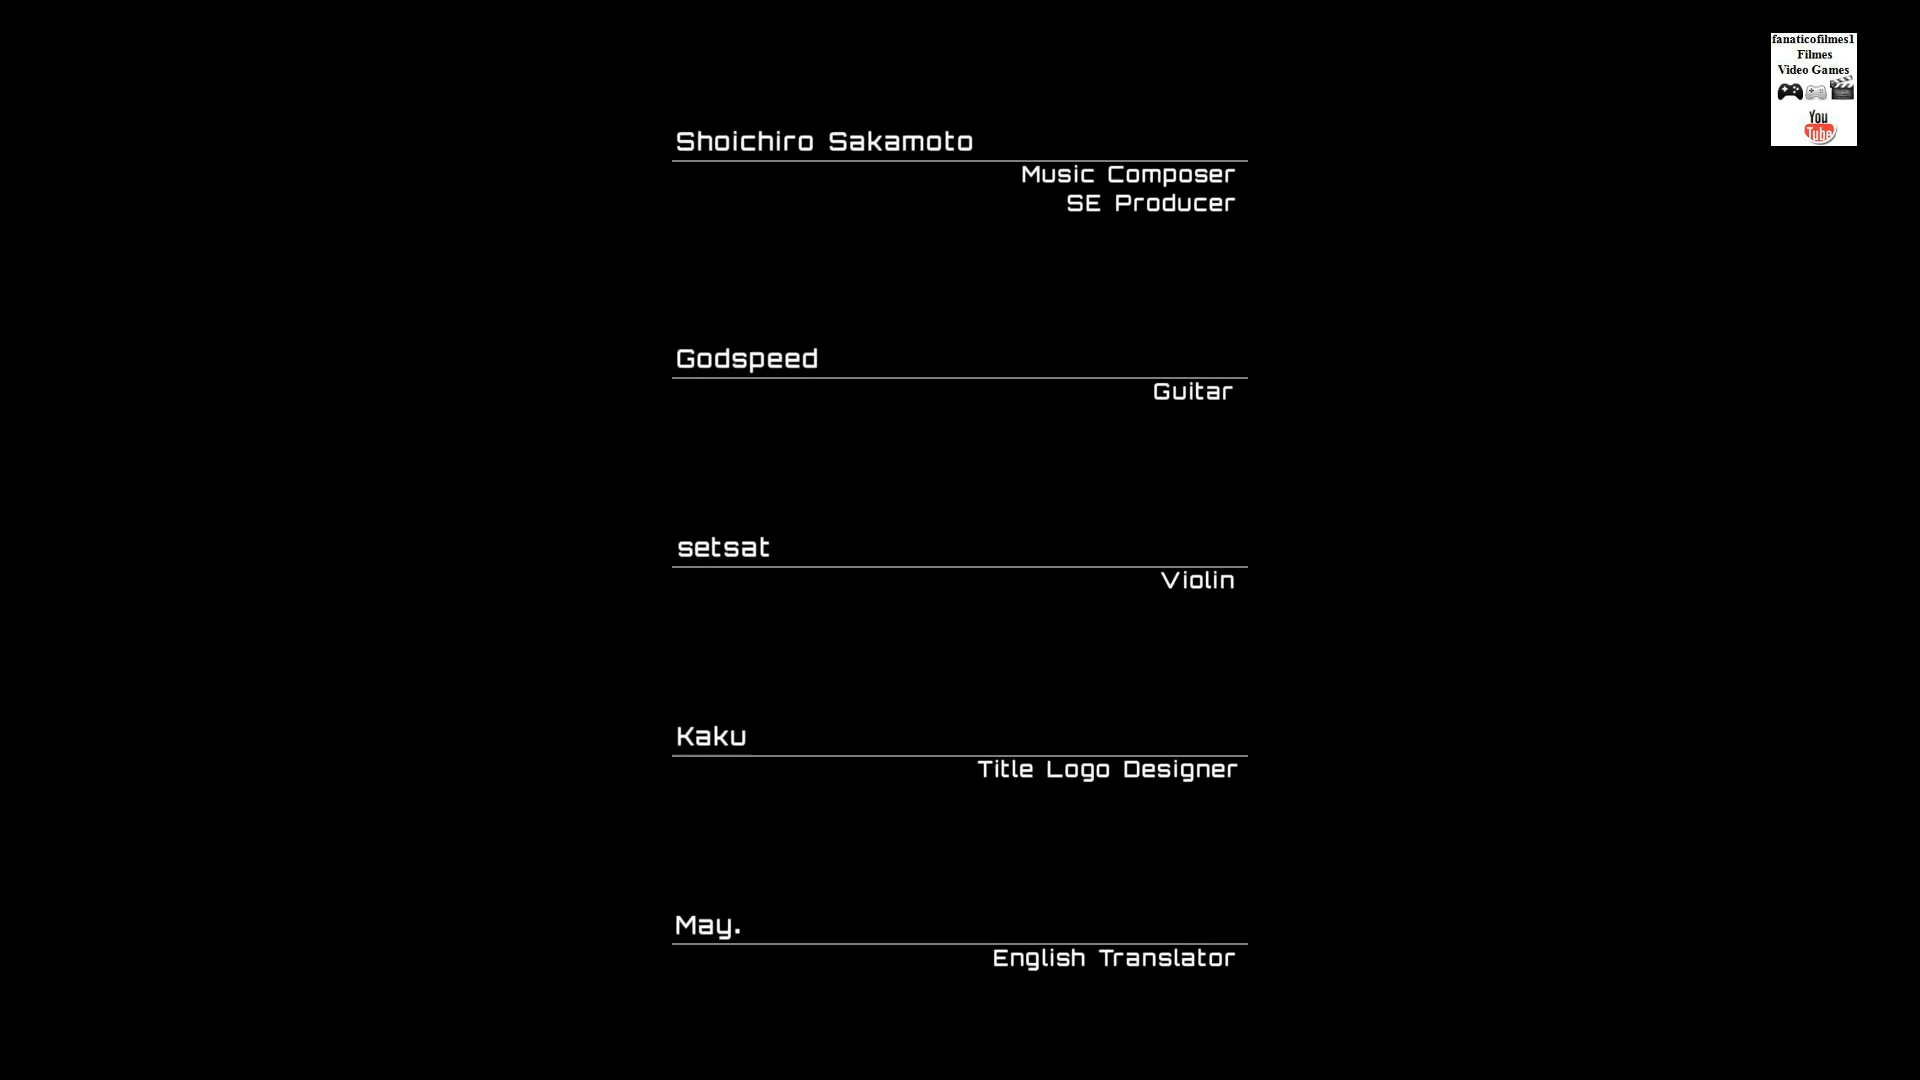 fanaticofilmes1
Filmes
Video Games
You
Tube
Shoichiro Sakamoto
Music Composer
SE Producer
Godspeed
Guitar
setsat
Violin
Kaku
Title Logo Designer
May.
English Translator